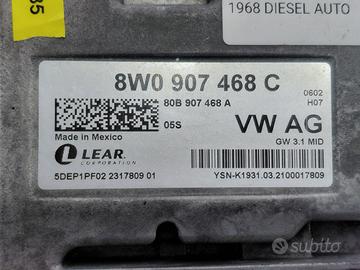 35
1968 DIESEL AUTO
8W0 907 468 C
0602
H07
80B 907 468 A
05S
VW AG
Made in Mexico
GW 3.1 MID
LEAR
CORPORATION
5DEP1PF02 2317809 01
YSN-K1931.03.2100017809
subito